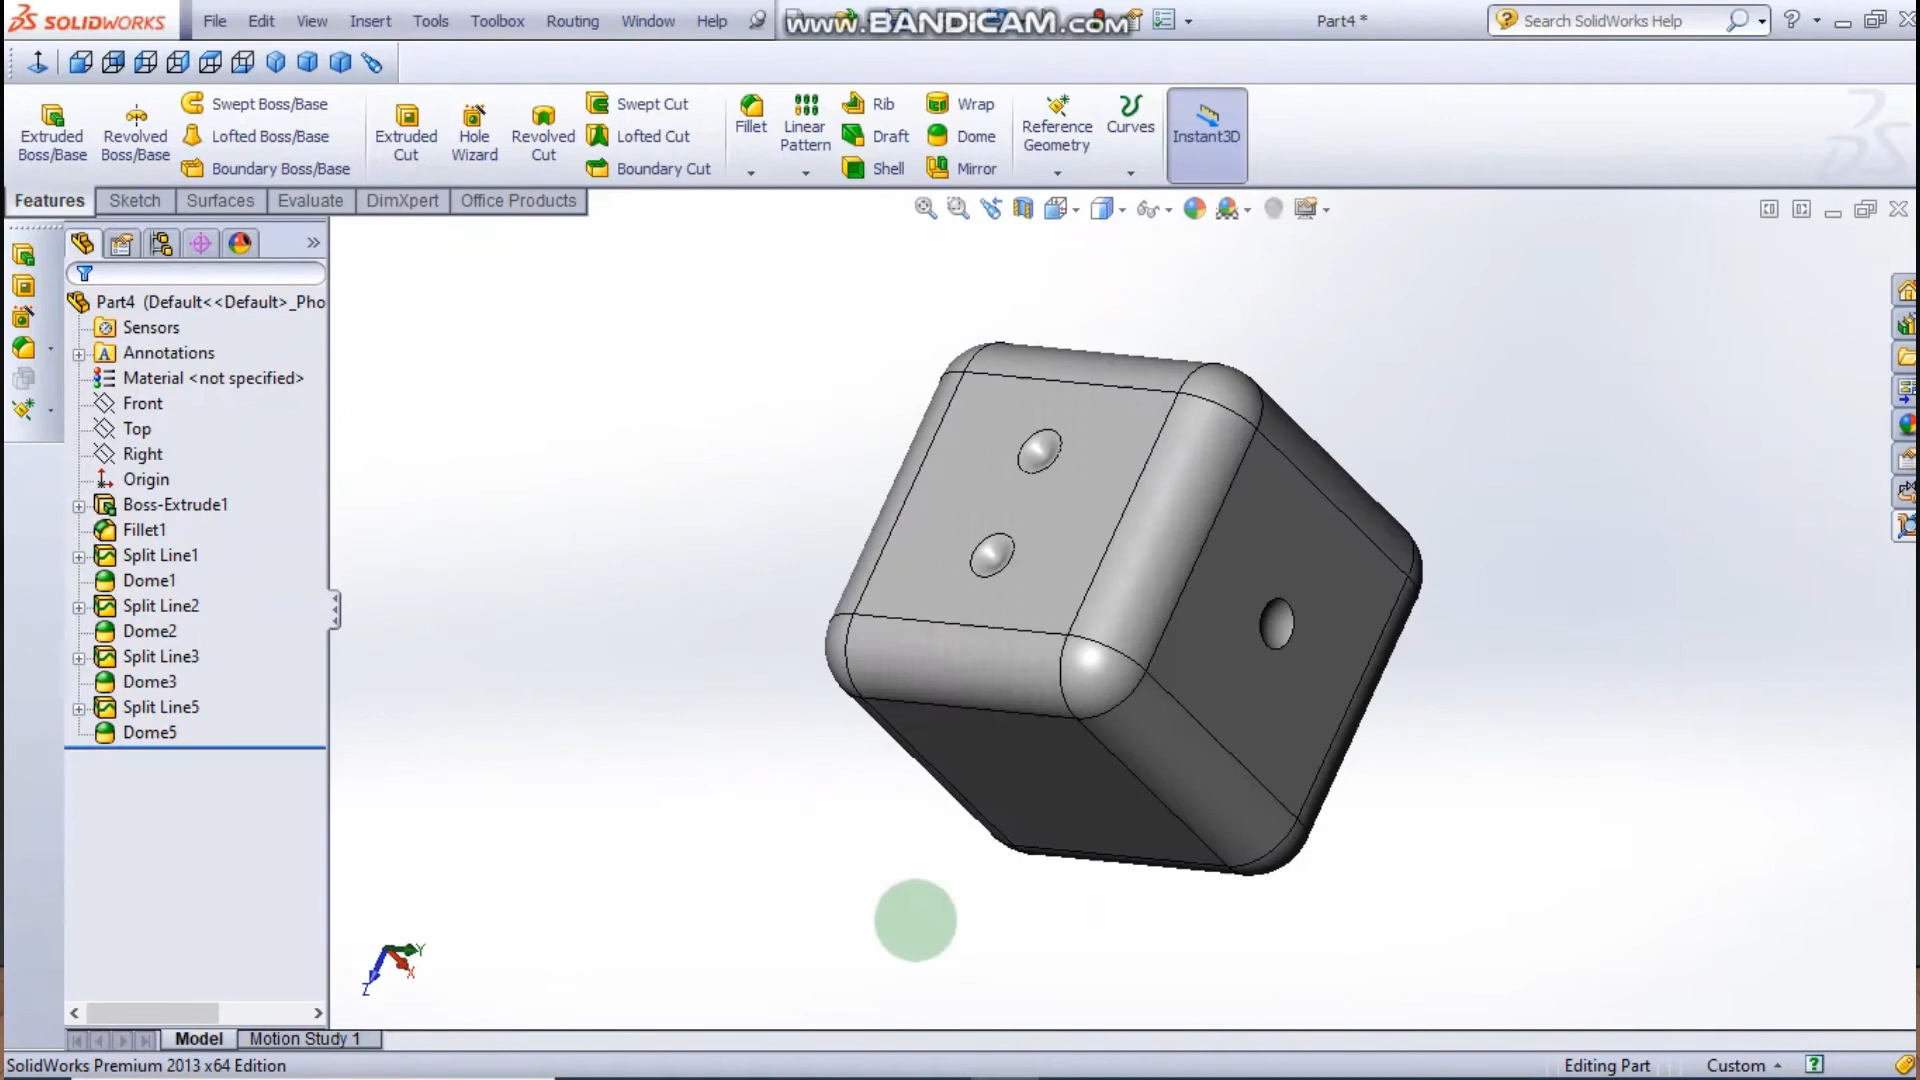 SOLIDWORKS File Edit View Insert Tools Toolbox Routing Window Help www.BANDICAM.com Part4 * Search SolidWorks Help
Extruded Boss/Base
Revolved Boss/Base
Swept Boss/Base
Lofted Boss/Base
Boundary Boss/Base
Extruded Cut
Hole Wizard
Revolved Cut
Swept Cut
Lofted Cut
Boundary Cut
Fillet
Linear Pattern
Rib
Draft
Shell
Wrap
Dome
Mirror
Reference Geometry
Curves
Instant3D
Features Sketch Surfaces Evaluate DimXpert Office Products
Part4 (Default<<Default>_Pho
Sensors
Annotations
Material <not specified>
Front
Top
Right
Origin
Boss-Extrude1
Fillet1
Split Line1
Dome1
Split Line2
Dome2
Split Line3
Dome3
Split Line5
Dome5
Y
X
Z
Model Motion Study 1
SolidWorks Premium 2013 x64 Edition Editing Part Custom